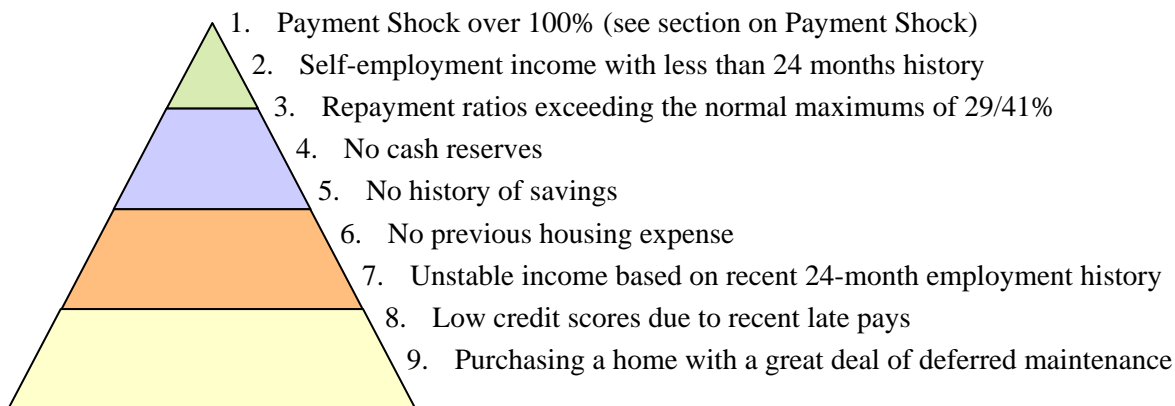 1. Payment Shock over 100% (see section on Payment Shock)
2. Self-employment income with less than 24 months history
3. Repayment ratios exceeding the normal maximums of 29/41%
4. No cash reserves
5. No history of savings
6. No previous housing expense
7. Unstable income based on recent 24-month employment history
8. Low credit scores due to recent late pays
9. Purchasing a home with a great deal of deferred maintenance